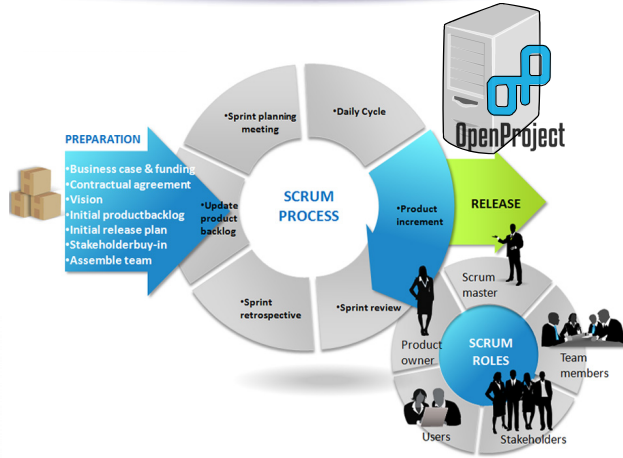 OpenProject
PREPARATION
•Business case & funding
•Contractual agreement
•Vision
•Initial productbacklog
•Initial release plan
•Stakeholderbuy-in
•Assemble team
•Sprint planning
meeting
•Daily Cycle
•Update
product
backlog
SCRUM
PROCESS
•Product
increment
RELEASE
•Sprint
retrospective
•Sprint review
Scrum
master
Product
owner
SCRUM
ROLES
Team
members
Users
Stakeholders